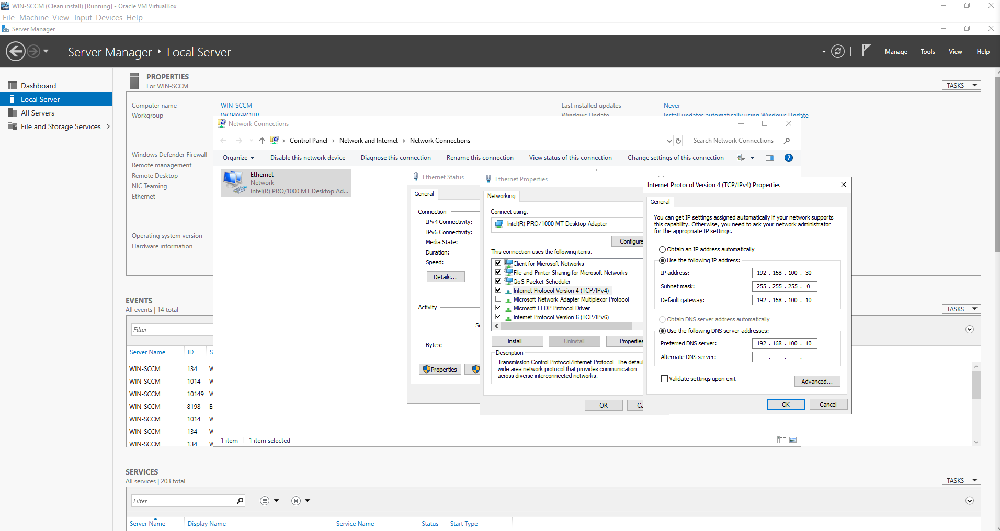 WIN-SCCM (Clean install) [Running] - Oracle VM VirtualBox
File Machine View Input Devices Help
Server Manager
Server Manager ‣ Local Server
Manage Tools View Help
Dashboard
Local Server
All Servers
File and Storage Services
PROPERTIES
For WIN-SCCM
TASKS
Computer name WIN-SCCM
Last installed updates Never
Workgroup WORKGROUP
Windows Update Install updates automatically using Windows Update
Windows Defender Firewall
Remote management
Remote Desktop
NIC Teaming
Ethernet
Operating system version
Hardware information
Network Connections
Control Panel > Network and Internet > Network Connections
Search Network Connections
Organize Disable this network device Diagnose this connection Rename this connection View status of this connection Change settings of this connection
Ethernet
Network
Intel(R) PRO/1000 MT Desktop Ad...
1 item 1 item selected
Ethernet Status
General
Connection
IPv4 Connectivity:
IPv6 Connectivity:
Media State:
Duration:
Speed:
Details...
Activity
Bytes:
Properties
Ethernet Properties
Networking
Connect using:
Intel(R) PRO/1000 MT Desktop Adapter
Configure
This connection uses the following items:
Client for Microsoft Networks
File and Printer Sharing for Microsoft Networks
QoS Packet Scheduler
Internet Protocol Version 4 (TCP/IPv4)
Microsoft Network Adapter Multiplexor Protocol
Microsoft LLDP Protocol Driver
Internet Protocol Version 6 (TCP/IPv6)
Install... Uninstall Properties
Description
Transmission Control Protocol/Internet Protocol. The defau
wide area network protocol that provides communication
across diverse interconnected networks.
OK Ca
Internet Protocol Version 4 (TCP/IPv4) Properties
General
You can get IP settings assigned automatically if your network supports
this capability. Otherwise, you need to ask your network administrator
for the appropriate IP settings.
Obtain an IP address automatically
Use the following IP address:
IP address: 192 . 168 . 100 . 30
Subnet mask: 255 . 255 . 255 . 0
Default gateway: 192 . 168 . 100 . 10
Obtain DNS server address automatically
Use the following DNS server addresses:
Preferred DNS server: 192 . 168 . 100 . 10
Alternate DNS server: . . .
Validate settings upon exit
Advanced...
OK Cancel
EVENTS
All events | 14 total
TASKS
Filter
Server Name ID S
WIN-SCCM 134 W
WIN-SCCM 1014 W
WIN-SCCM 10149 W
WIN-SCCM 8198 E
WIN-SCCM 1014 W
WIN-SCCM 134 W
WIN-SCCM 134 W
SERVICES
All services | 203 total
TASKS
Filter
Server Name Display Name Service Name Status Start Type